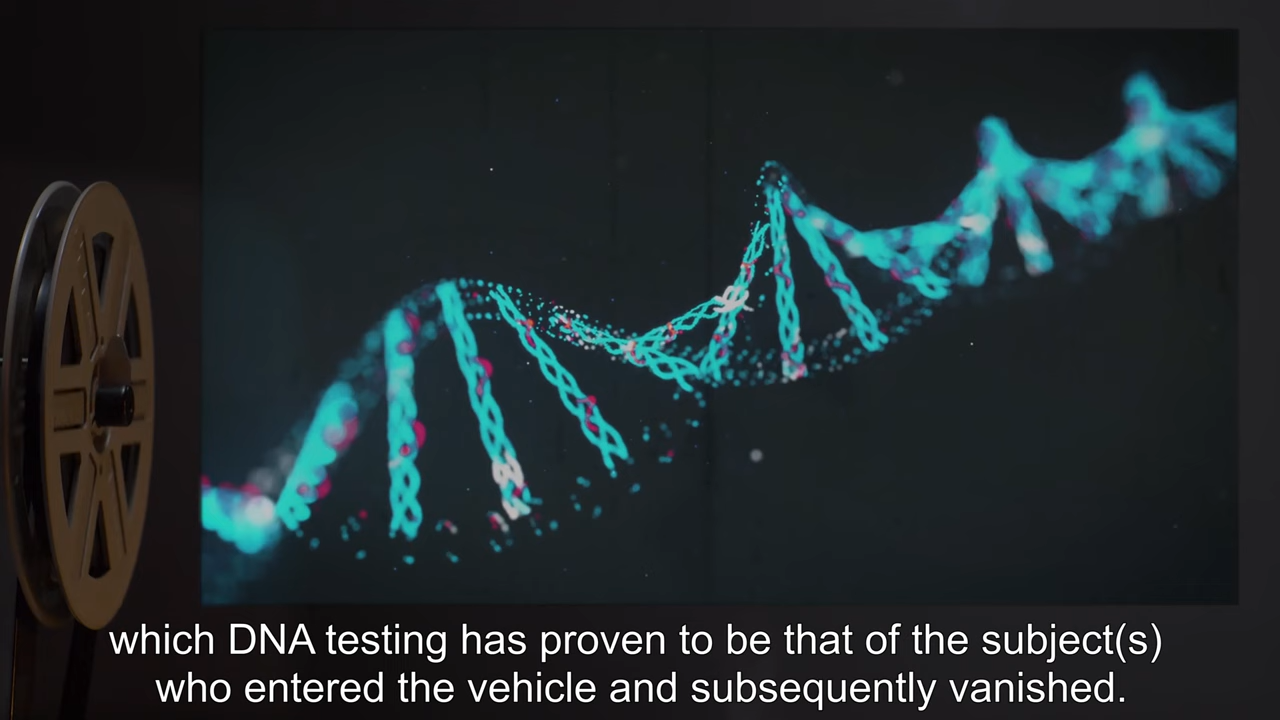 which DNA testing has proven to be that of the subject(s)
who entered the vehicle and subsequently vanished.